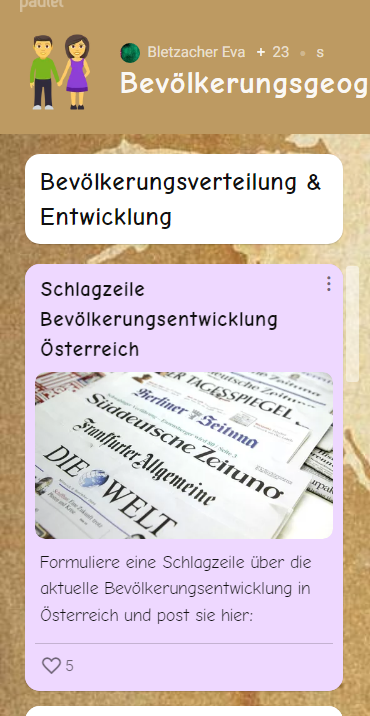 padlet
Bletzacher Eva + 23 • s
Bevölkerungsgeog
Bevölkerungsverteilung &
Entwicklung
Schlagzeile
Bevölkerungsentwicklung
Österreich
DER TAGESSPIEGEL
Berliner Zeitung
Süddeutsche Zeitung
Frankfurter Allgemeine
DIE WELT
Formuliere eine Schlagzeile über die
aktuelle Bevölkerungsentwicklung in
Österreich und post sie hier:
5